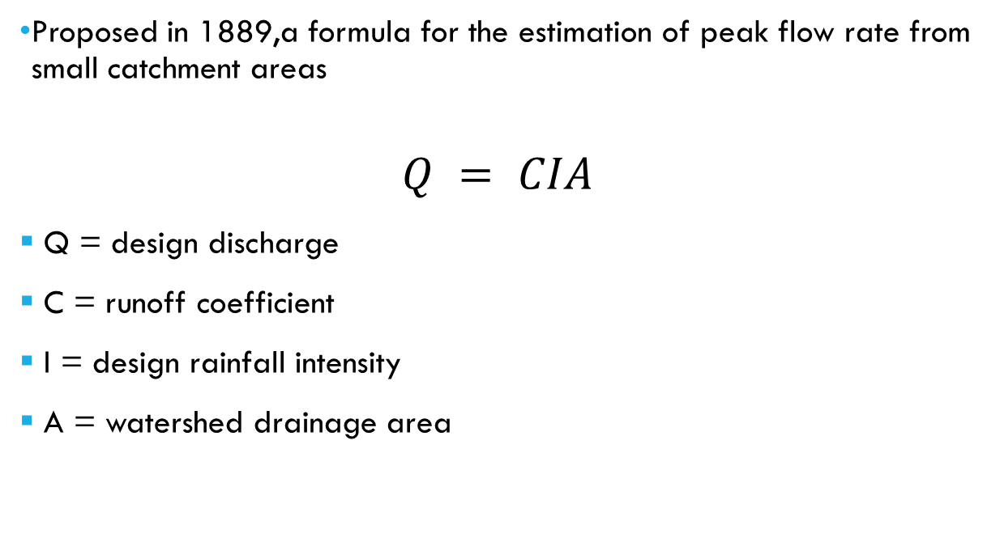 •Proposed in 1889,a formula for the estimation of peak flow rate from
small catchment areas
Q = CIA
▪ Q = design discharge
▪ C = runoff coefficient
▪ I = design rainfall intensity
▪ A = watershed drainage area